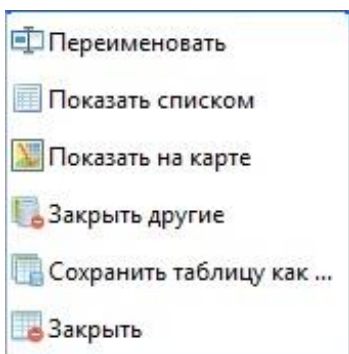 Переименовать
Показать списком
Показать на карте
Закрыть другие
Сохранить таблицу как ...
Закрыть